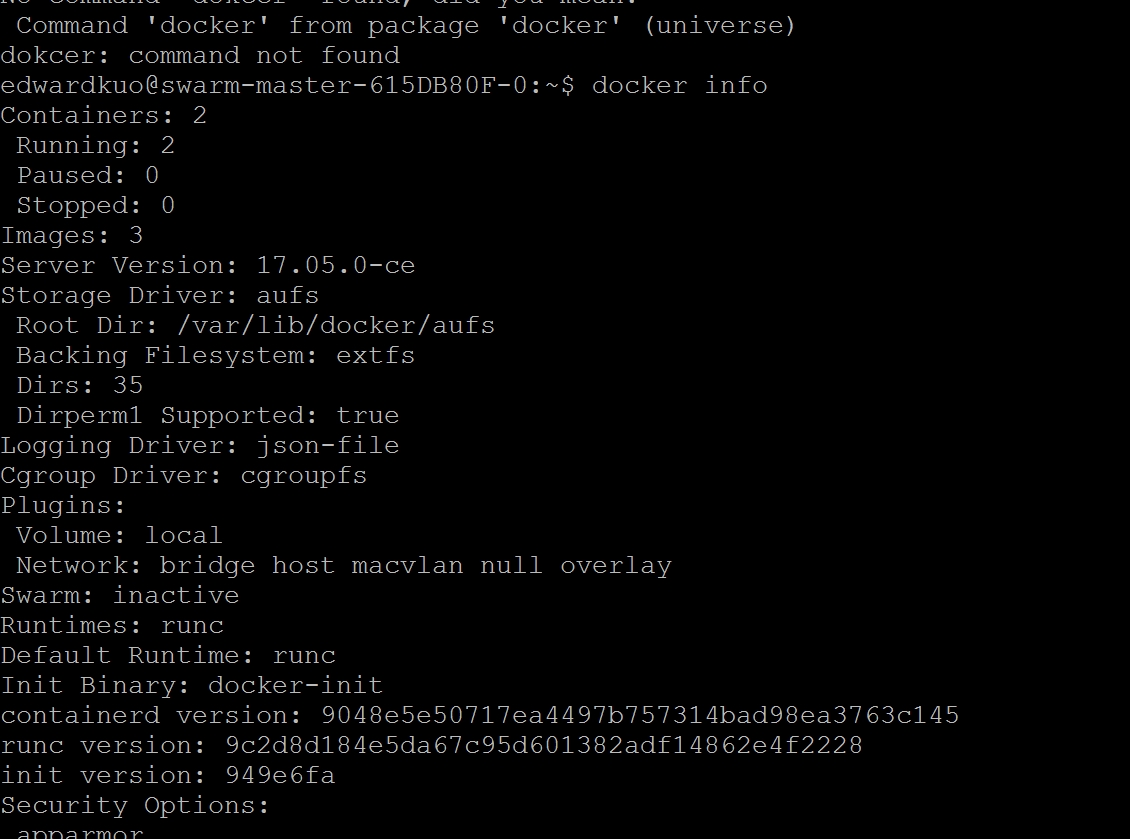 No command 'dokcer' found, did you mean:
 Command 'docker' from package 'docker' (universe)
dokcer: command not found
edwardkuo@swarm-master-615DB80F-0:~$ docker info
Containers: 2
 Running: 2
 Paused: 0
 Stopped: 0
Images: 3
Server Version: 17.05.0-ce
Storage Driver: aufs
 Root Dir: /var/lib/docker/aufs
 Backing Filesystem: extfs
 Dirs: 35
 Dirperm1 Supported: true
Logging Driver: json-file
Cgroup Driver: cgroupfs
Plugins:
 Volume: local
 Network: bridge host macvlan null overlay
Swarm: inactive
Runtimes: runc
Default Runtime: runc
Init Binary: docker-init
containerd version: 9048e5e50717ea4497b757314bad98ea3763c145
runc version: 9c2d8d184e5da67c95d601382adf14862e4f2228
init version: 949e6fa
Security Options:
 apparmor